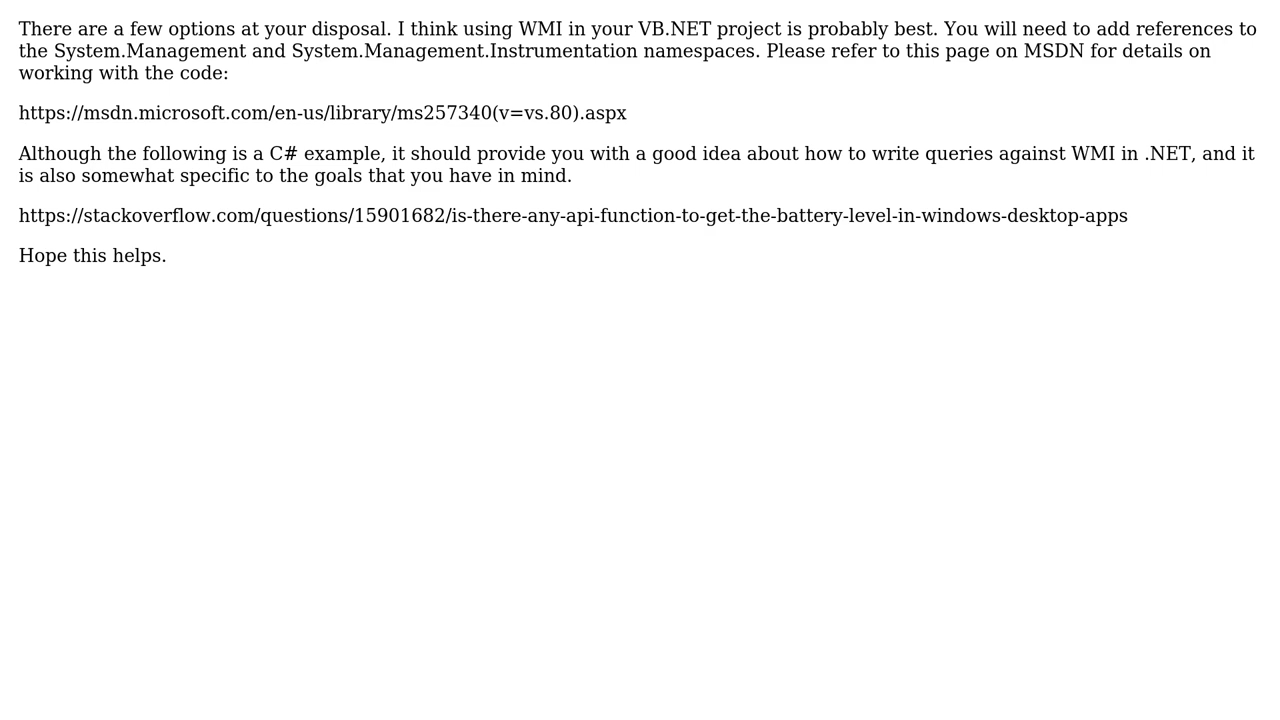 There are a few options at your disposal. I think using WMI in your VB.NET project is probably best. You will need to add references to
the System.Management and System.Management.Instrumentation namespaces. Please refer to this page on MSDN for details on
working with the code:
https://msdn.microsoft.com/en-us/library/ms257340(v=vs.80).aspx
Although the following is a C# example, it should provide you with a good idea about how to write queries against WMI in .NET, and it
is also somewhat specific to the goals that you have in mind.
https://stackoverflow.com/questions/15901682/is-there-any-api-function-to-get-the-battery-level-in-windows-desktop-apps
Hope this helps.